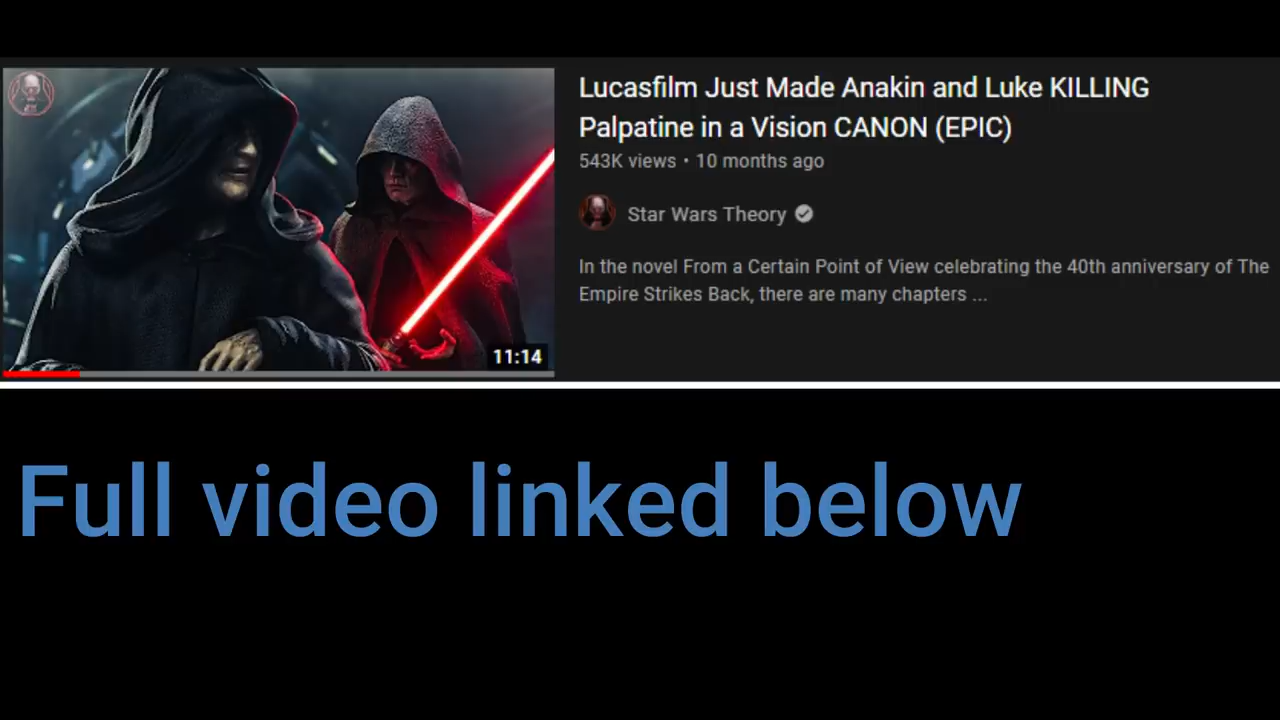 Lucasfilm Just Made Anakin and Luke KILLING
Palpatine in a Vision CANON (EPIC)
543K views • 10 months ago
Star Wars Theory
In the novel From a Certain Point of View celebrating the 40th anniversary of The
Empire Strikes Back, there are many chapters ...
11:14
Full video linked below